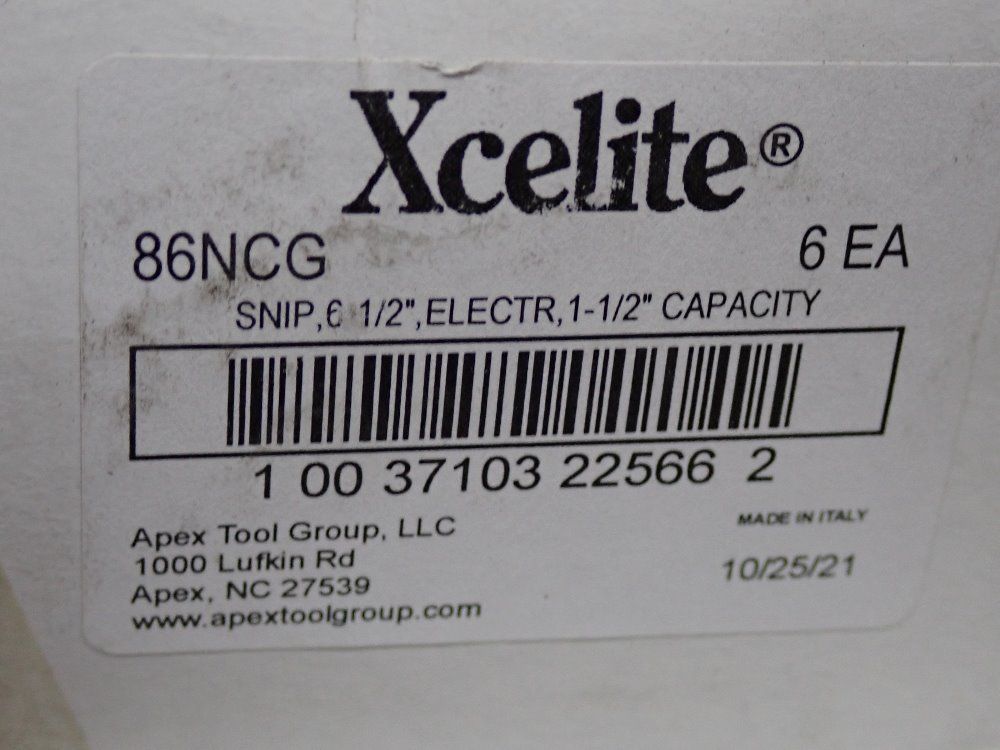 Xcelite®
86NCG 6 EA
SNIP,6 1/2",ELECTR,1-1/2" CAPACITY
1 00 37103 22566 2
Apex Tool Group, LLC
1000 Lufkin Rd
Apex, NC 27539
www.apextoolgroup.com
MADE IN ITALY
10/25/21